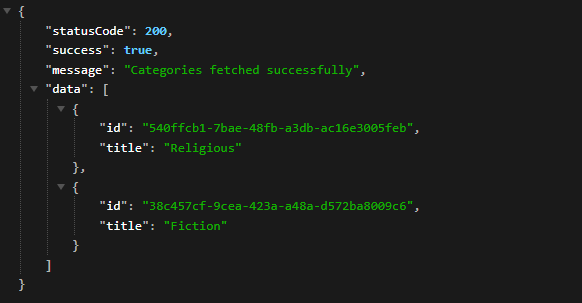 {
"statusCode": 200,
"success": true,
"message": "Categories fetched successfully",
"data": [
{
"id": "540ffcb1-7bae-48fb-a3db-ac16e3005feb",
"title": "Religious"
},
{
"id": "38c457cf-9cea-423a-a48a-d572ba8009c6",
"title": "Fiction"
}
]
}